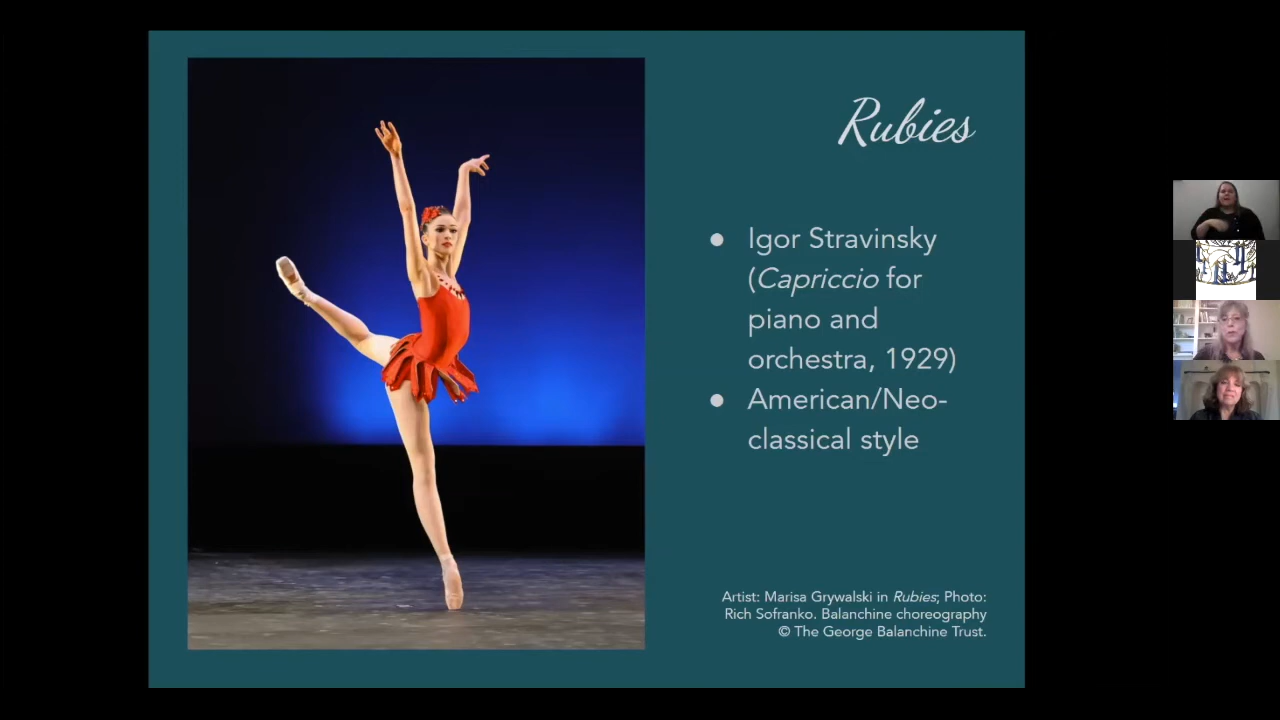 Rubies
● Igor Stravinsky
(Capriccio for
piano and
orchestra, 1929)
● American/Neo-
classical style
Artist: Marisa Grywalski in Rubies; Photo:
Rich Sofranko. Balanchine choreography
© The George Balanchine Trust.